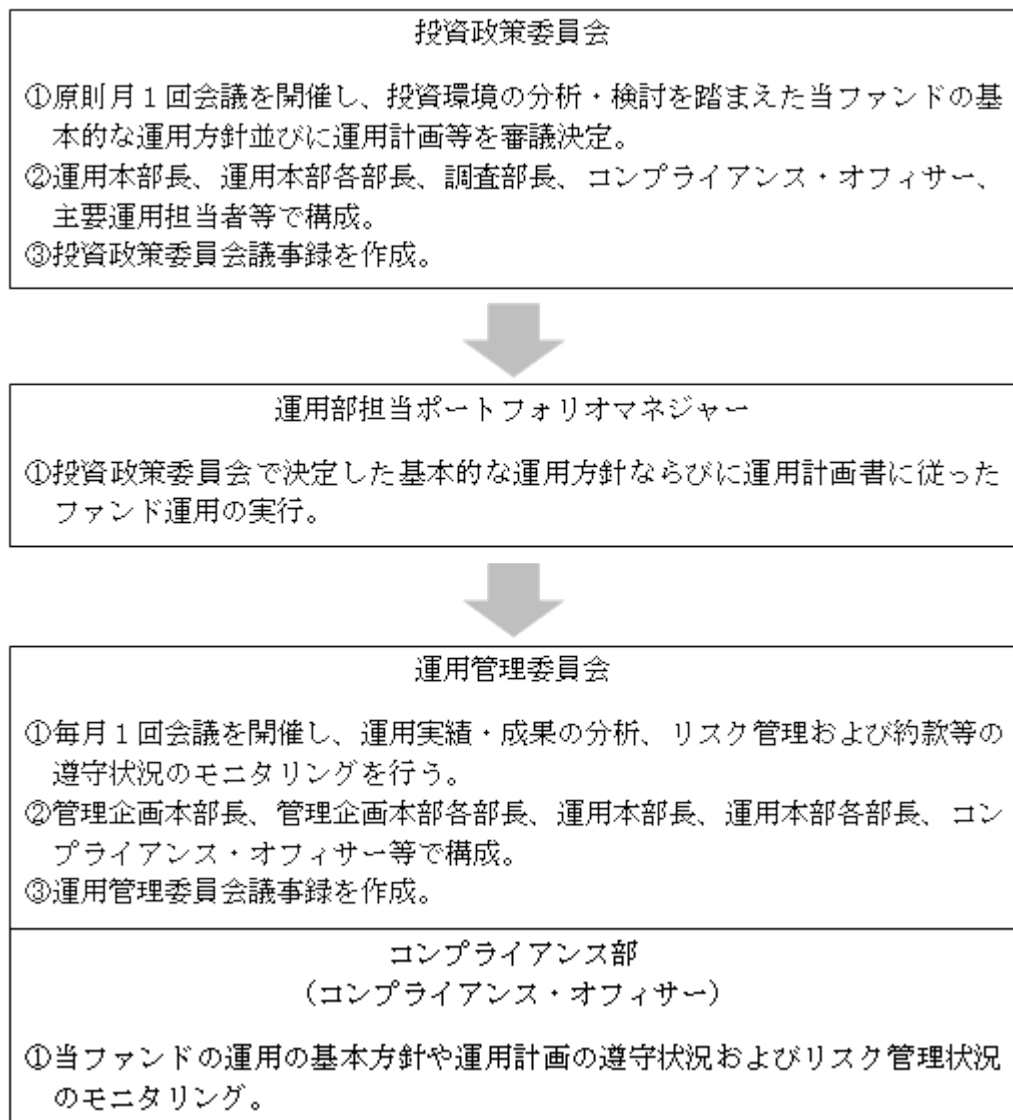 投資政策委員会
①原則月１回会議を開催し、投資環境の分析・検討を踏まえた当ファンドの基
本的な運用方針並びに運用計画等を審議決定。
②運用本部長、運用本部各部長、調査部長、コンプライアンス・オフィサー、
主要運用担当者等で構成。
③投資政策委員会議事録を作成。
運用部担当ポートフォリオマネジャー
①投資政策委員会で決定した基本的な運用方針ならびに運用計画書に従った
ファンド運用の実行。
運用管理委員会
①毎月１回会議を開催し、運用実績・成果の分析、リスク管理および約款等の
遵守状況のモニタリングを行う。
②管理企画本部長、管理企画本部各部長、運用本部長、運用本部各部長、コン
プライアンス・オフィサー等で構成。
③運用管理委員会議事録を作成。
コンプライアンス部
（コンプライアンス・オフィサー）
①当ファンドの運用の基本方針や運用計画の遵守状況およびリスク管理状況
のモニタリング。